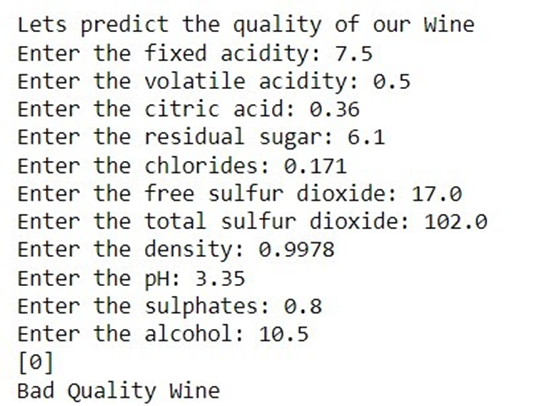 Lets predict the quality of our Wine
Enter the fixed acidity: 7.5
Enter the volatile acidity: 0.5
Enter the citric acid: 0.36
Enter the residual sugar: 6.1
Enter the chlorides: 0.171
Enter the free sulfur dioxide: 17.0
Enter the total sulfur dioxide: 102.0
Enter the density: 0.9978
Enter the pH: 3.35
Enter the sulphates: 0.8
Enter the alcohol: 10.5
[0]
Bad Quality Wine